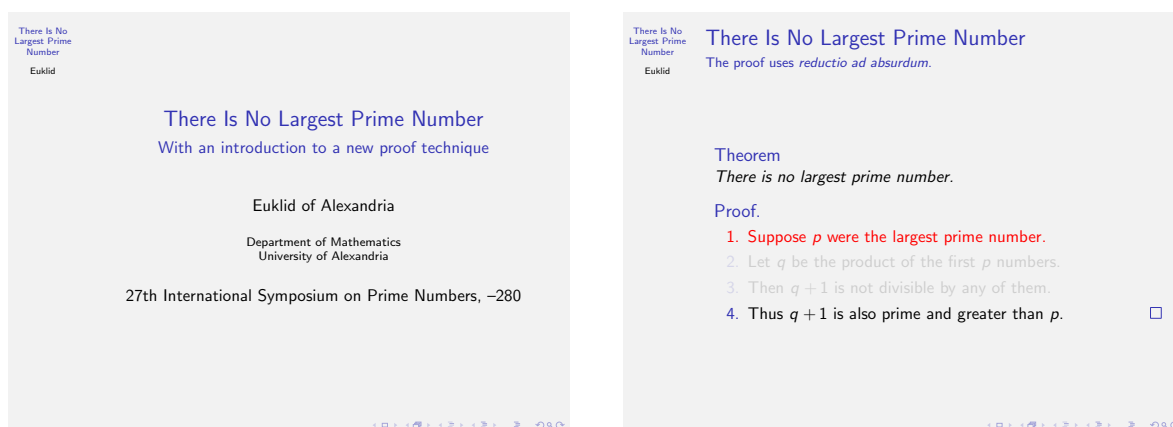 There Is No
Largest Prime
Number
Euklid
There Is No Largest Prime Number
With an introduction to a new proof technique
Euklid of Alexandria
Department of Mathematics
University of Alexandria
27th International Symposium on Prime Numbers, –280
There Is No
Largest Prime
Number
Euklid
There Is No Largest Prime Number
The proof uses reductio ad absurdum.
Theorem
There is no largest prime number.
Proof.
1. Suppose p were the largest prime number.
2. Let q be the product of the first p numbers.
3. Then q + 1 is not divisible by any of them.
4. Thus q + 1 is also prime and greater than p.